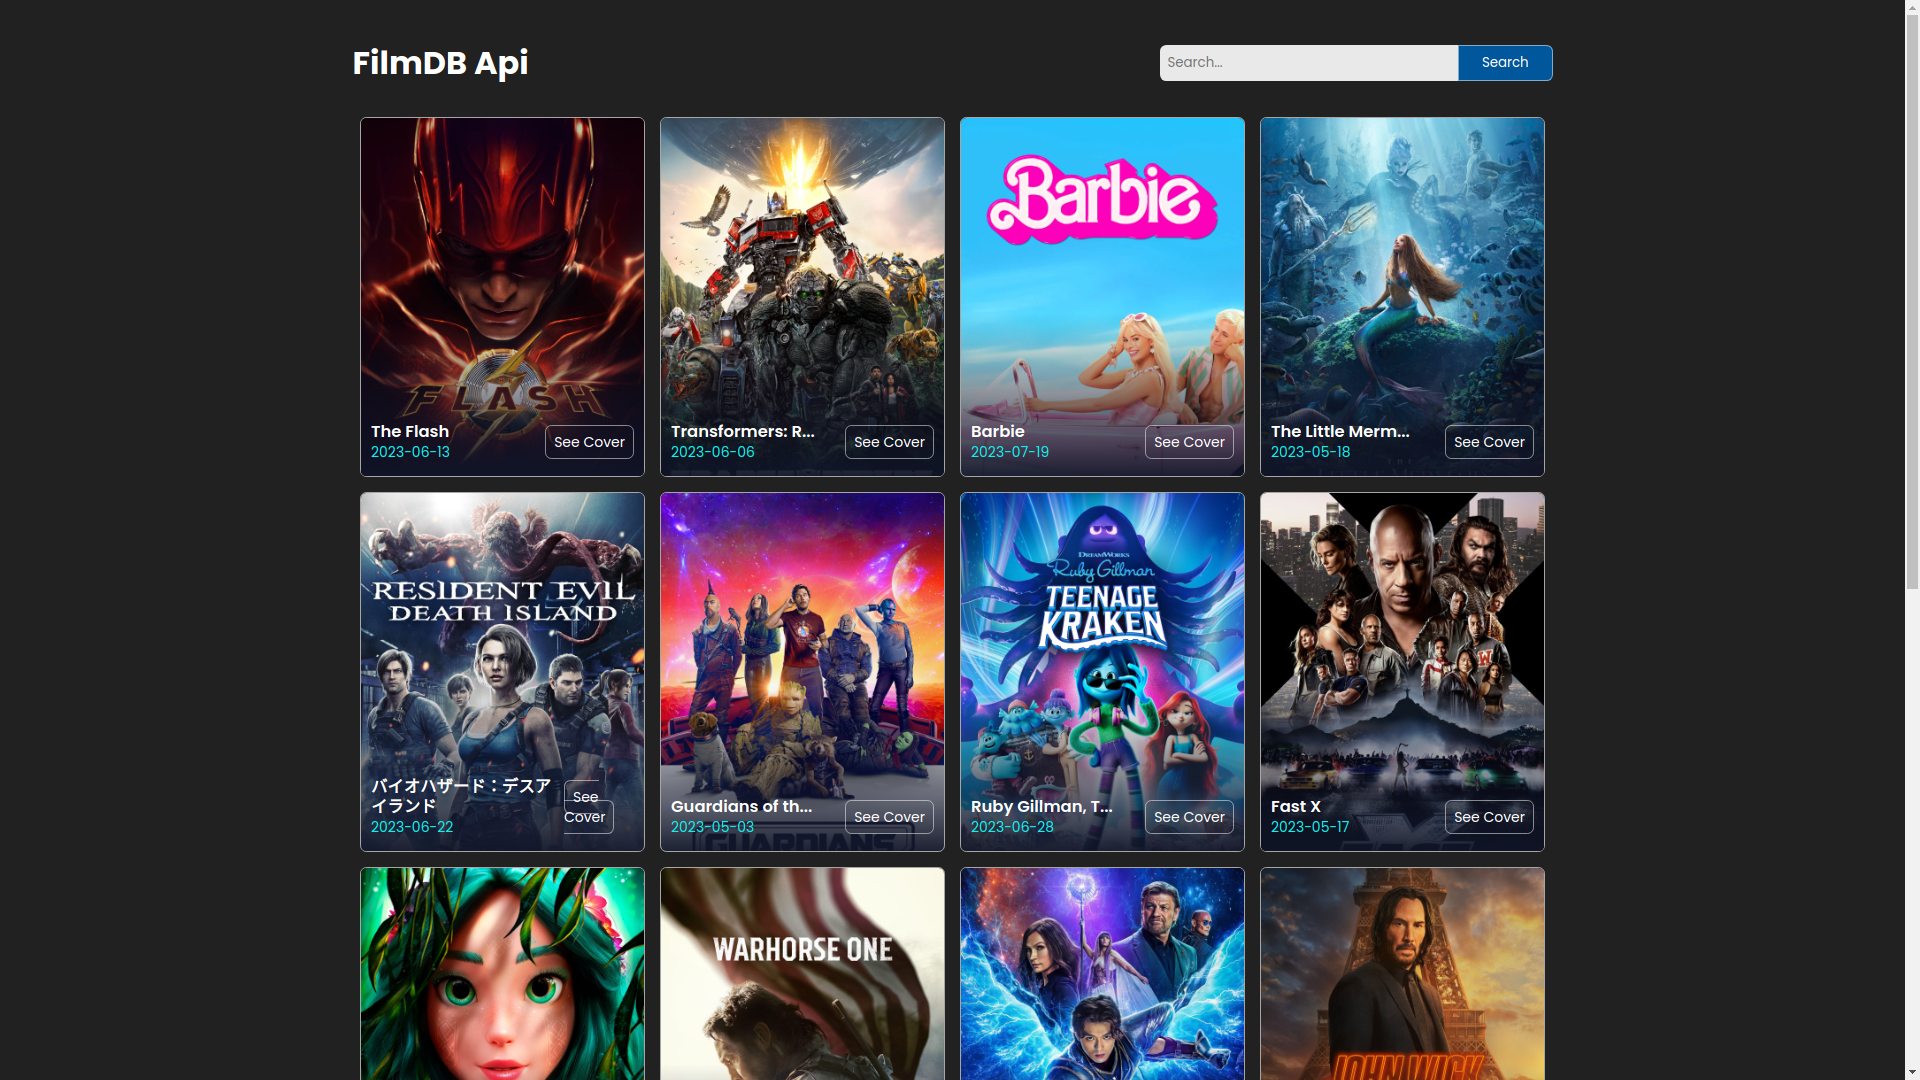 FilmDB Api
Search...
Search
FLASH
The Flash
2023-06-13
See Cover
Transformers: R...
2023-06-06
See Cover
Barbie
Barbie
2023-07-19
See Cover
The Little Merm...
2023-05-18
See Cover
RESIDENT EVIL
DEATH ISLAND
バイオハザード：デスア
イランド
2023-06-22
See
Cover
Guardians of th...
2023-05-03
See Cover
GUARDIANS
DREAMWORKS
Ruby Gillman
TEENAGE
KRAKEN
Ruby Gillman, T...
2023-06-28
See Cover
Fast X
2023-05-17
See Cover
WARHORSE ONE
JOHN WICK